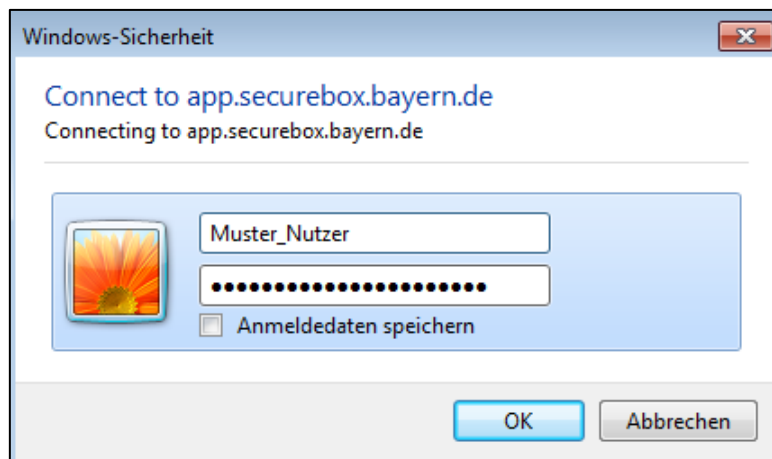 Windows-Sicherheit
Connect to app.securebox.bayern.de
Connecting to app.securebox.bayern.de
Muster_Nutzer
●●●●●●●●●●●●●●●●●●●●●●
Anmeldedaten speichern
OK
Abbrechen